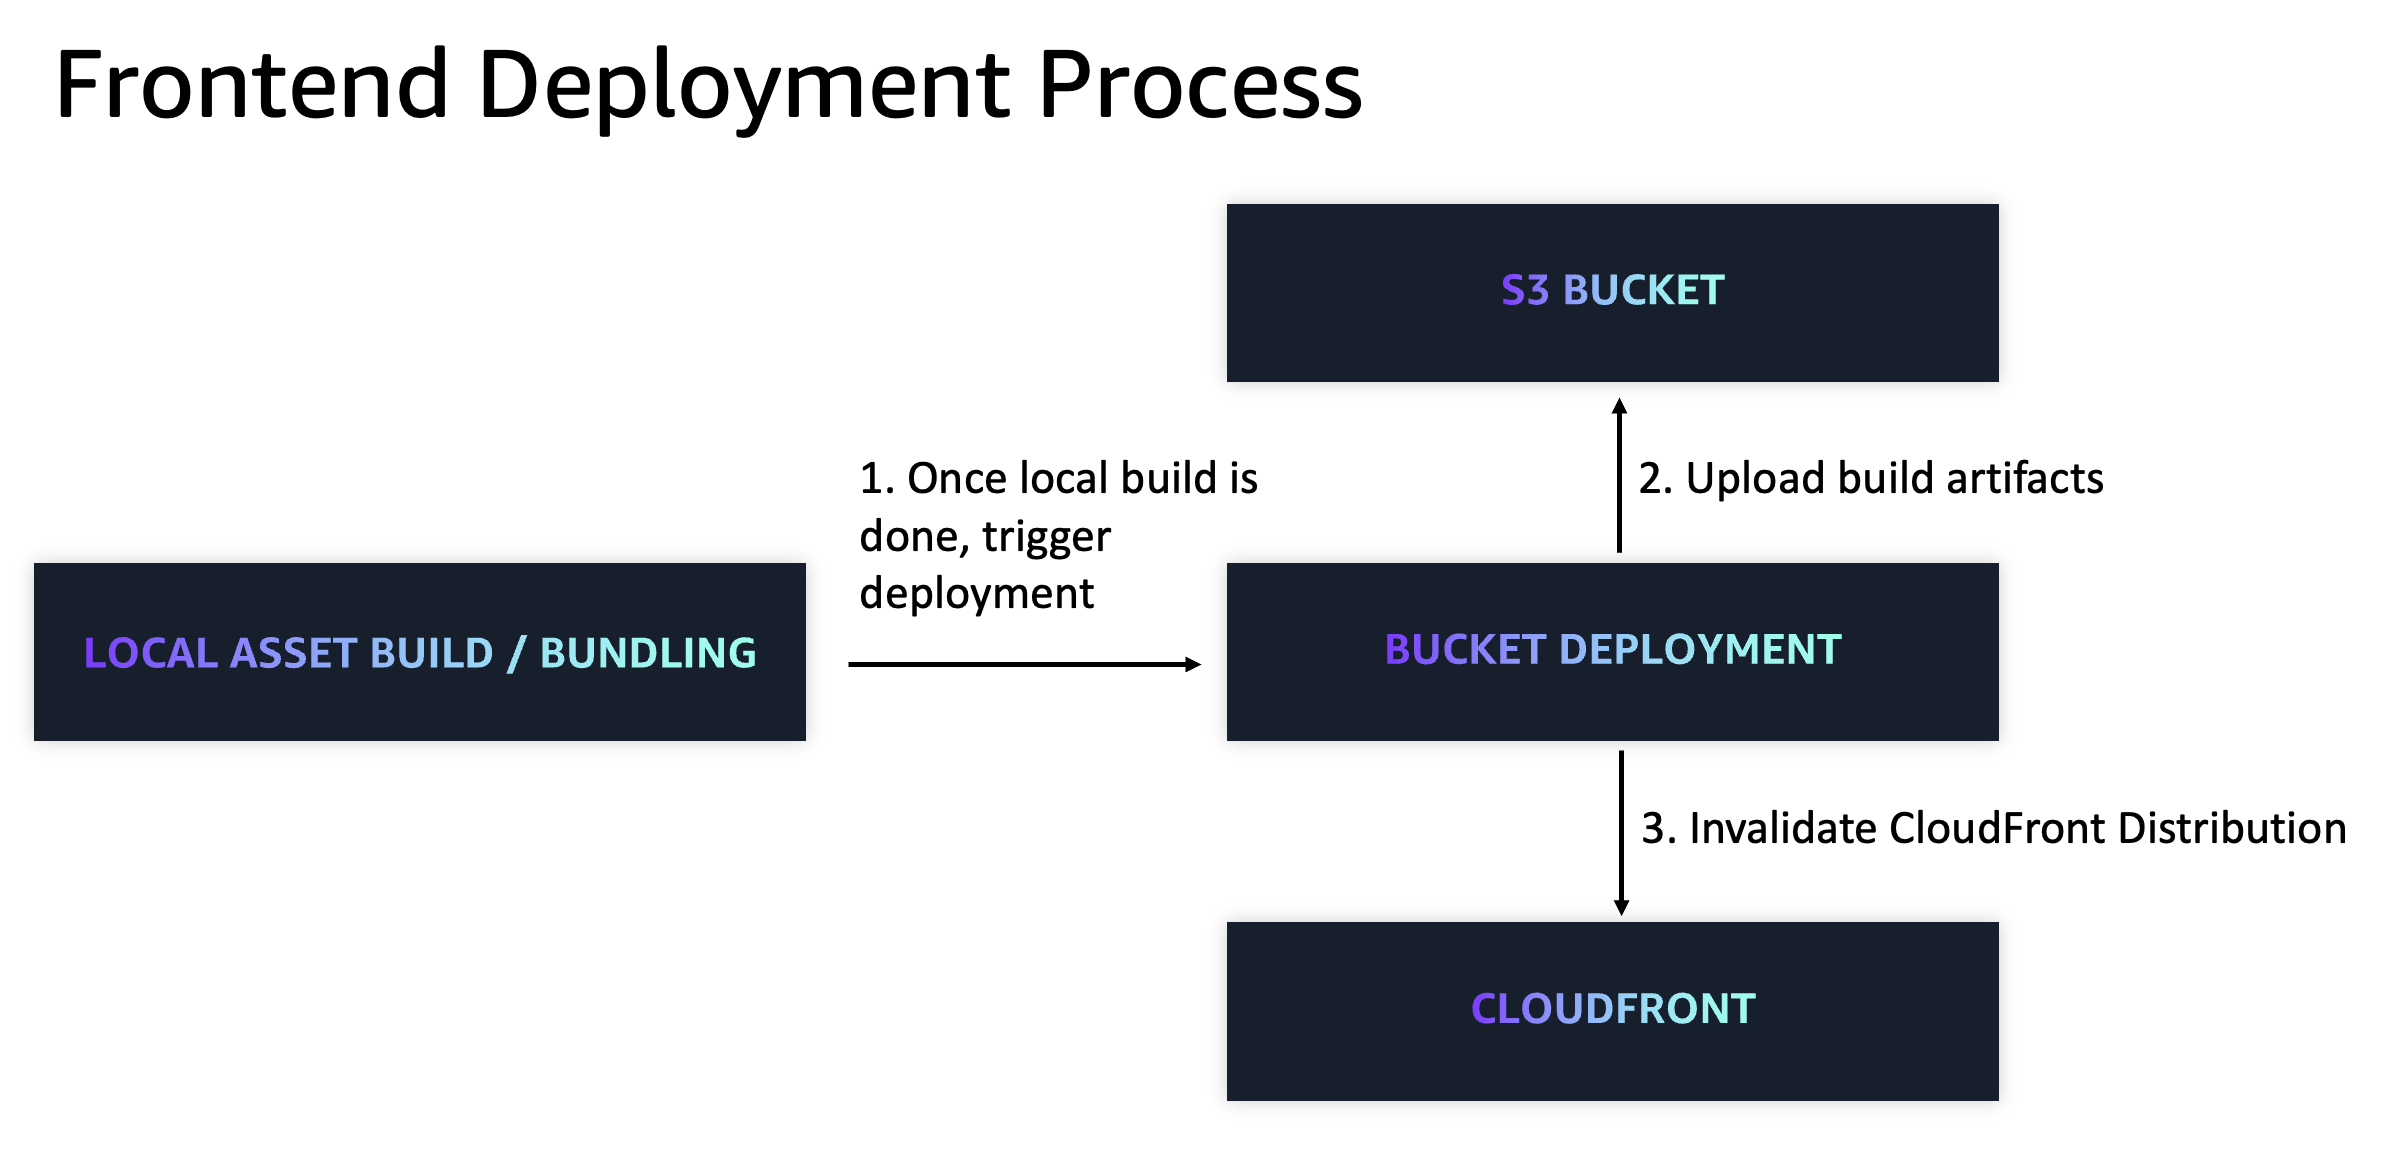 Frontend Deployment Process
S3 BUCKET
1. Once local build is
done, trigger
deployment
2. Upload build artifacts
LOCAL ASSET BUILD / BUNDLING
BUCKET DEPLOYMENT
3. Invalidate CloudFront Distribution
CLOUDFRONT